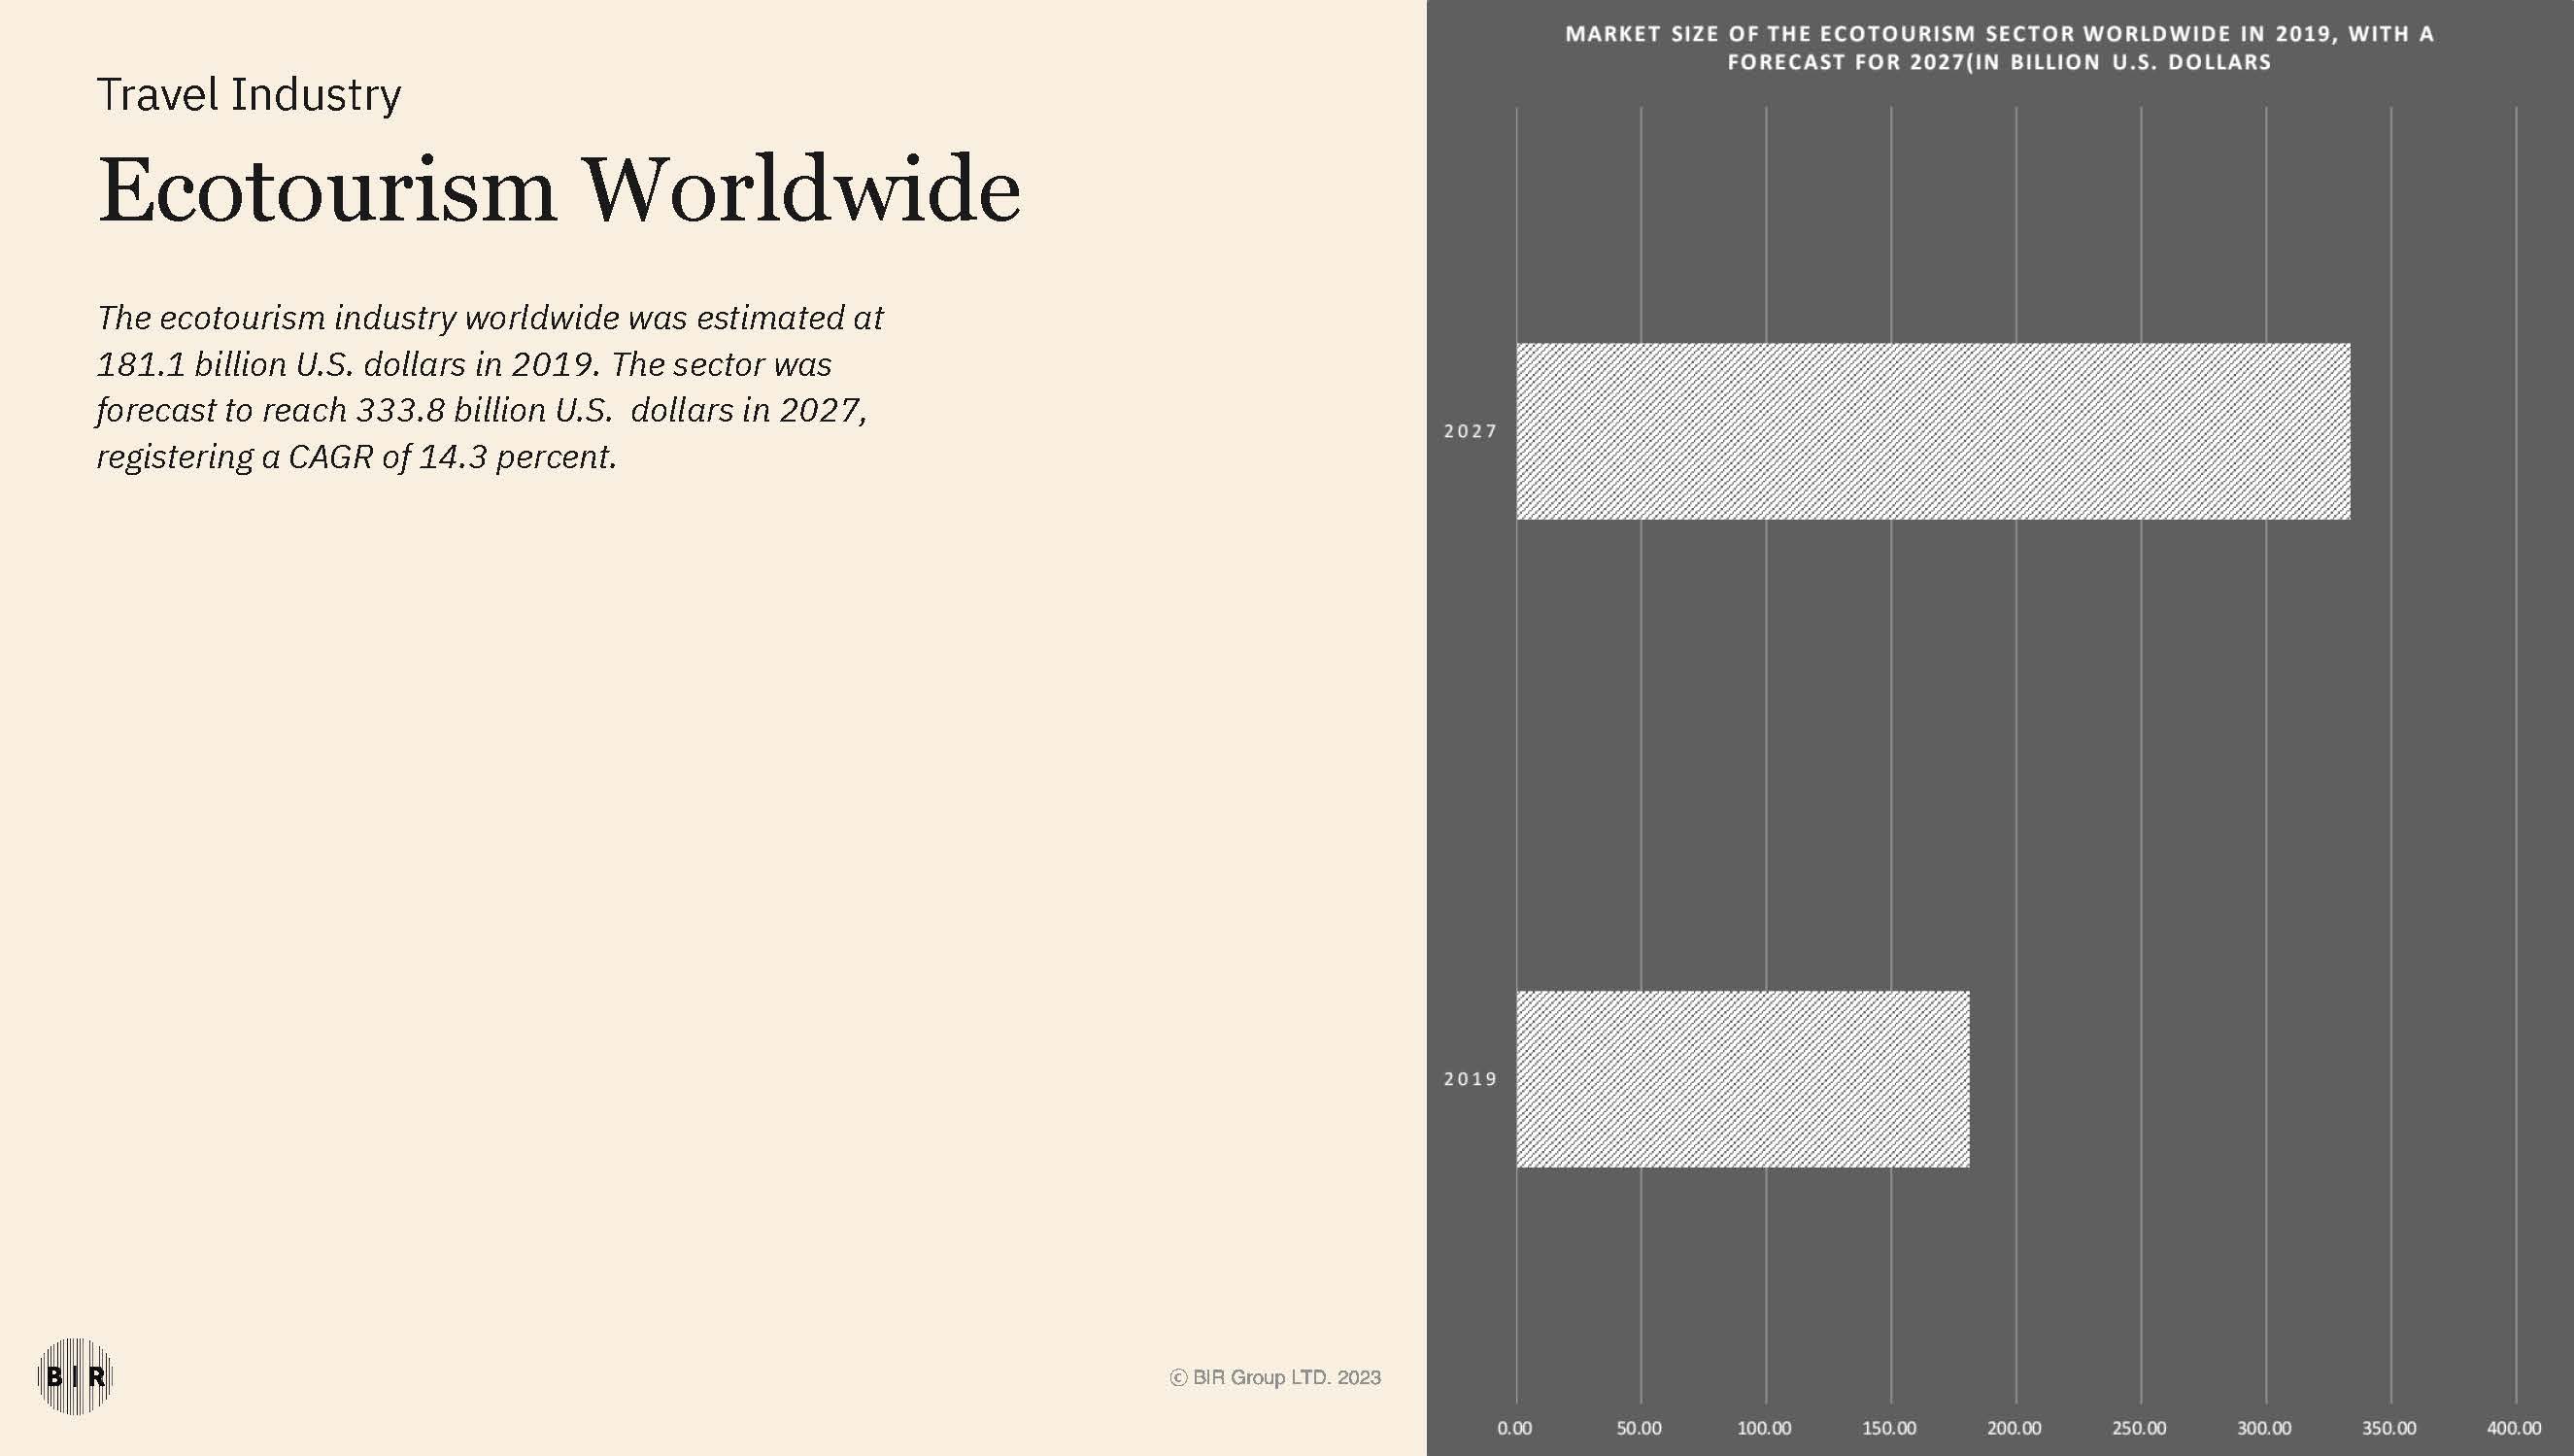 Travel Industry
Ecotourism Worldwide
The ecotourism industry worldwide was estimated at
181.1 billion U.S. dollars in 2019. The sector was
forecast to reach 333.8 billion U.S.  dollars in 2027,
registering a CAGR of 14.3 percent.
B I R
© BIR Group LTD. 2023
MARKET SIZE OF THE ECOTOURISM SECTOR WORLDWIDE IN 2019, WITH A
FORECAST FOR 2027(IN BILLION U.S. DOLLARS
2027
2019
0.00 50.00 100.00 150.00 200.00 250.00 300.00 350.00 400.00